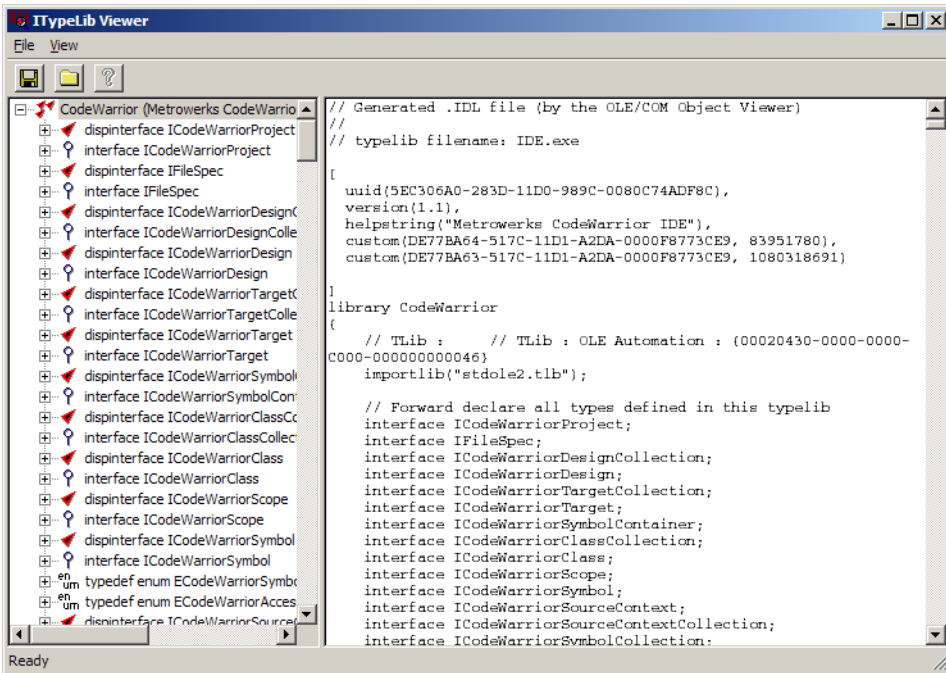 ITypeLib Viewer
File View
CodeWarrior (Metrowerks CodeWarrio
dispinterface ICodeWarriorProject
interface ICodeWarriorProject
dispinterface IFileSpec
interface IFileSpec
dispinterface ICodeWarriorDesignC
interface ICodeWarriorDesignColle
dispinterface ICodeWarriorDesign
interface ICodeWarriorDesign
dispinterface ICodeWarriorTargetC
interface ICodeWarriorTargetColle
dispinterface ICodeWarriorTarget
interface ICodeWarriorTarget
dispinterface ICodeWarriorSymbol
interface ICodeWarriorSymbolCon
dispinterface ICodeWarriorClassCo
interface ICodeWarriorClassCollec
dispinterface ICodeWarriorClass
interface ICodeWarriorClass
dispinterface ICodeWarriorScope
interface ICodeWarriorScope
dispinterface ICodeWarriorSymbol
interface ICodeWarriorSymbol
en um typedef enum ECodeWarriorSymbo
en um typedef enum ECodeWarriorAcces
dispinterface ICodeWarriorSource
// Generated .IDL file (by the OLE/COM Object Viewer)
//
// typelib filename: IDE.exe
[
uuid(5EC306A0-283D-11D0-989C-0080C74ADF8C),
version(1.1),
helpstring("Metrowerks CodeWarrior IDE"),
custom(DE77BA64-517C-11D1-A2DA-0000F8773CE9, 83951780),
custom(DE77BA63-517C-11D1-A2DA-0000F8773CE9, 1080318691)
]
library CodeWarrior
{
// TLib : // TLib : OLE Automation : {00020430-0000-0000-
C000-000000000046}
importlib("stdole2.tlb");
// Forward declare all types defined in this typelib
interface ICodeWarriorProject;
interface IFileSpec;
interface ICodeWarriorDesignCollection;
interface ICodeWarriorDesign;
interface ICodeWarriorTargetCollection;
interface ICodeWarriorTarget;
interface ICodeWarriorSymbolContainer;
interface ICodeWarriorClassCollection;
interface ICodeWarriorClass;
interface ICodeWarriorScope;
interface ICodeWarriorSymbol;
interface ICodeWarriorSourceContext;
interface ICodeWarriorSourceContextCollection;
interface ICodeWarriorSymbolCollection;
Ready